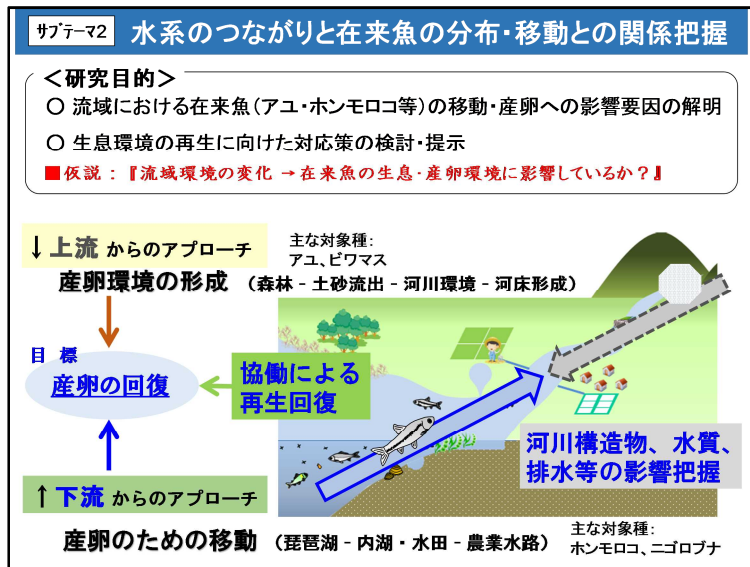 サブテーマ2 水系のつながりと在来魚の分布・移動との関係把握
＜研究目的＞
○ 流域における在来魚（アユ・ホンモロコ等）の移動・産卵への影響要因の解明
○ 生息環境の再生に向けた対応策の検討・提示
■仮説：『流域環境の変化 → 在来魚の生息・産卵環境に影響しているか？』
↓上流 からのアプローチ
主な対象種：
アユ、ビワマス
産卵環境の形成 （森林 - 土砂流出 - 河川環境 - 河床形成）
目 標
産卵の回復
協働による
再生回復
河川構造物、水質、
排水等の影響把握
↑下流 からのアプローチ
産卵のための移動 （琵琶湖 - 内湖・水田 - 農業水路）
主な対象種：
ホンモロコ、ニゴロブナ